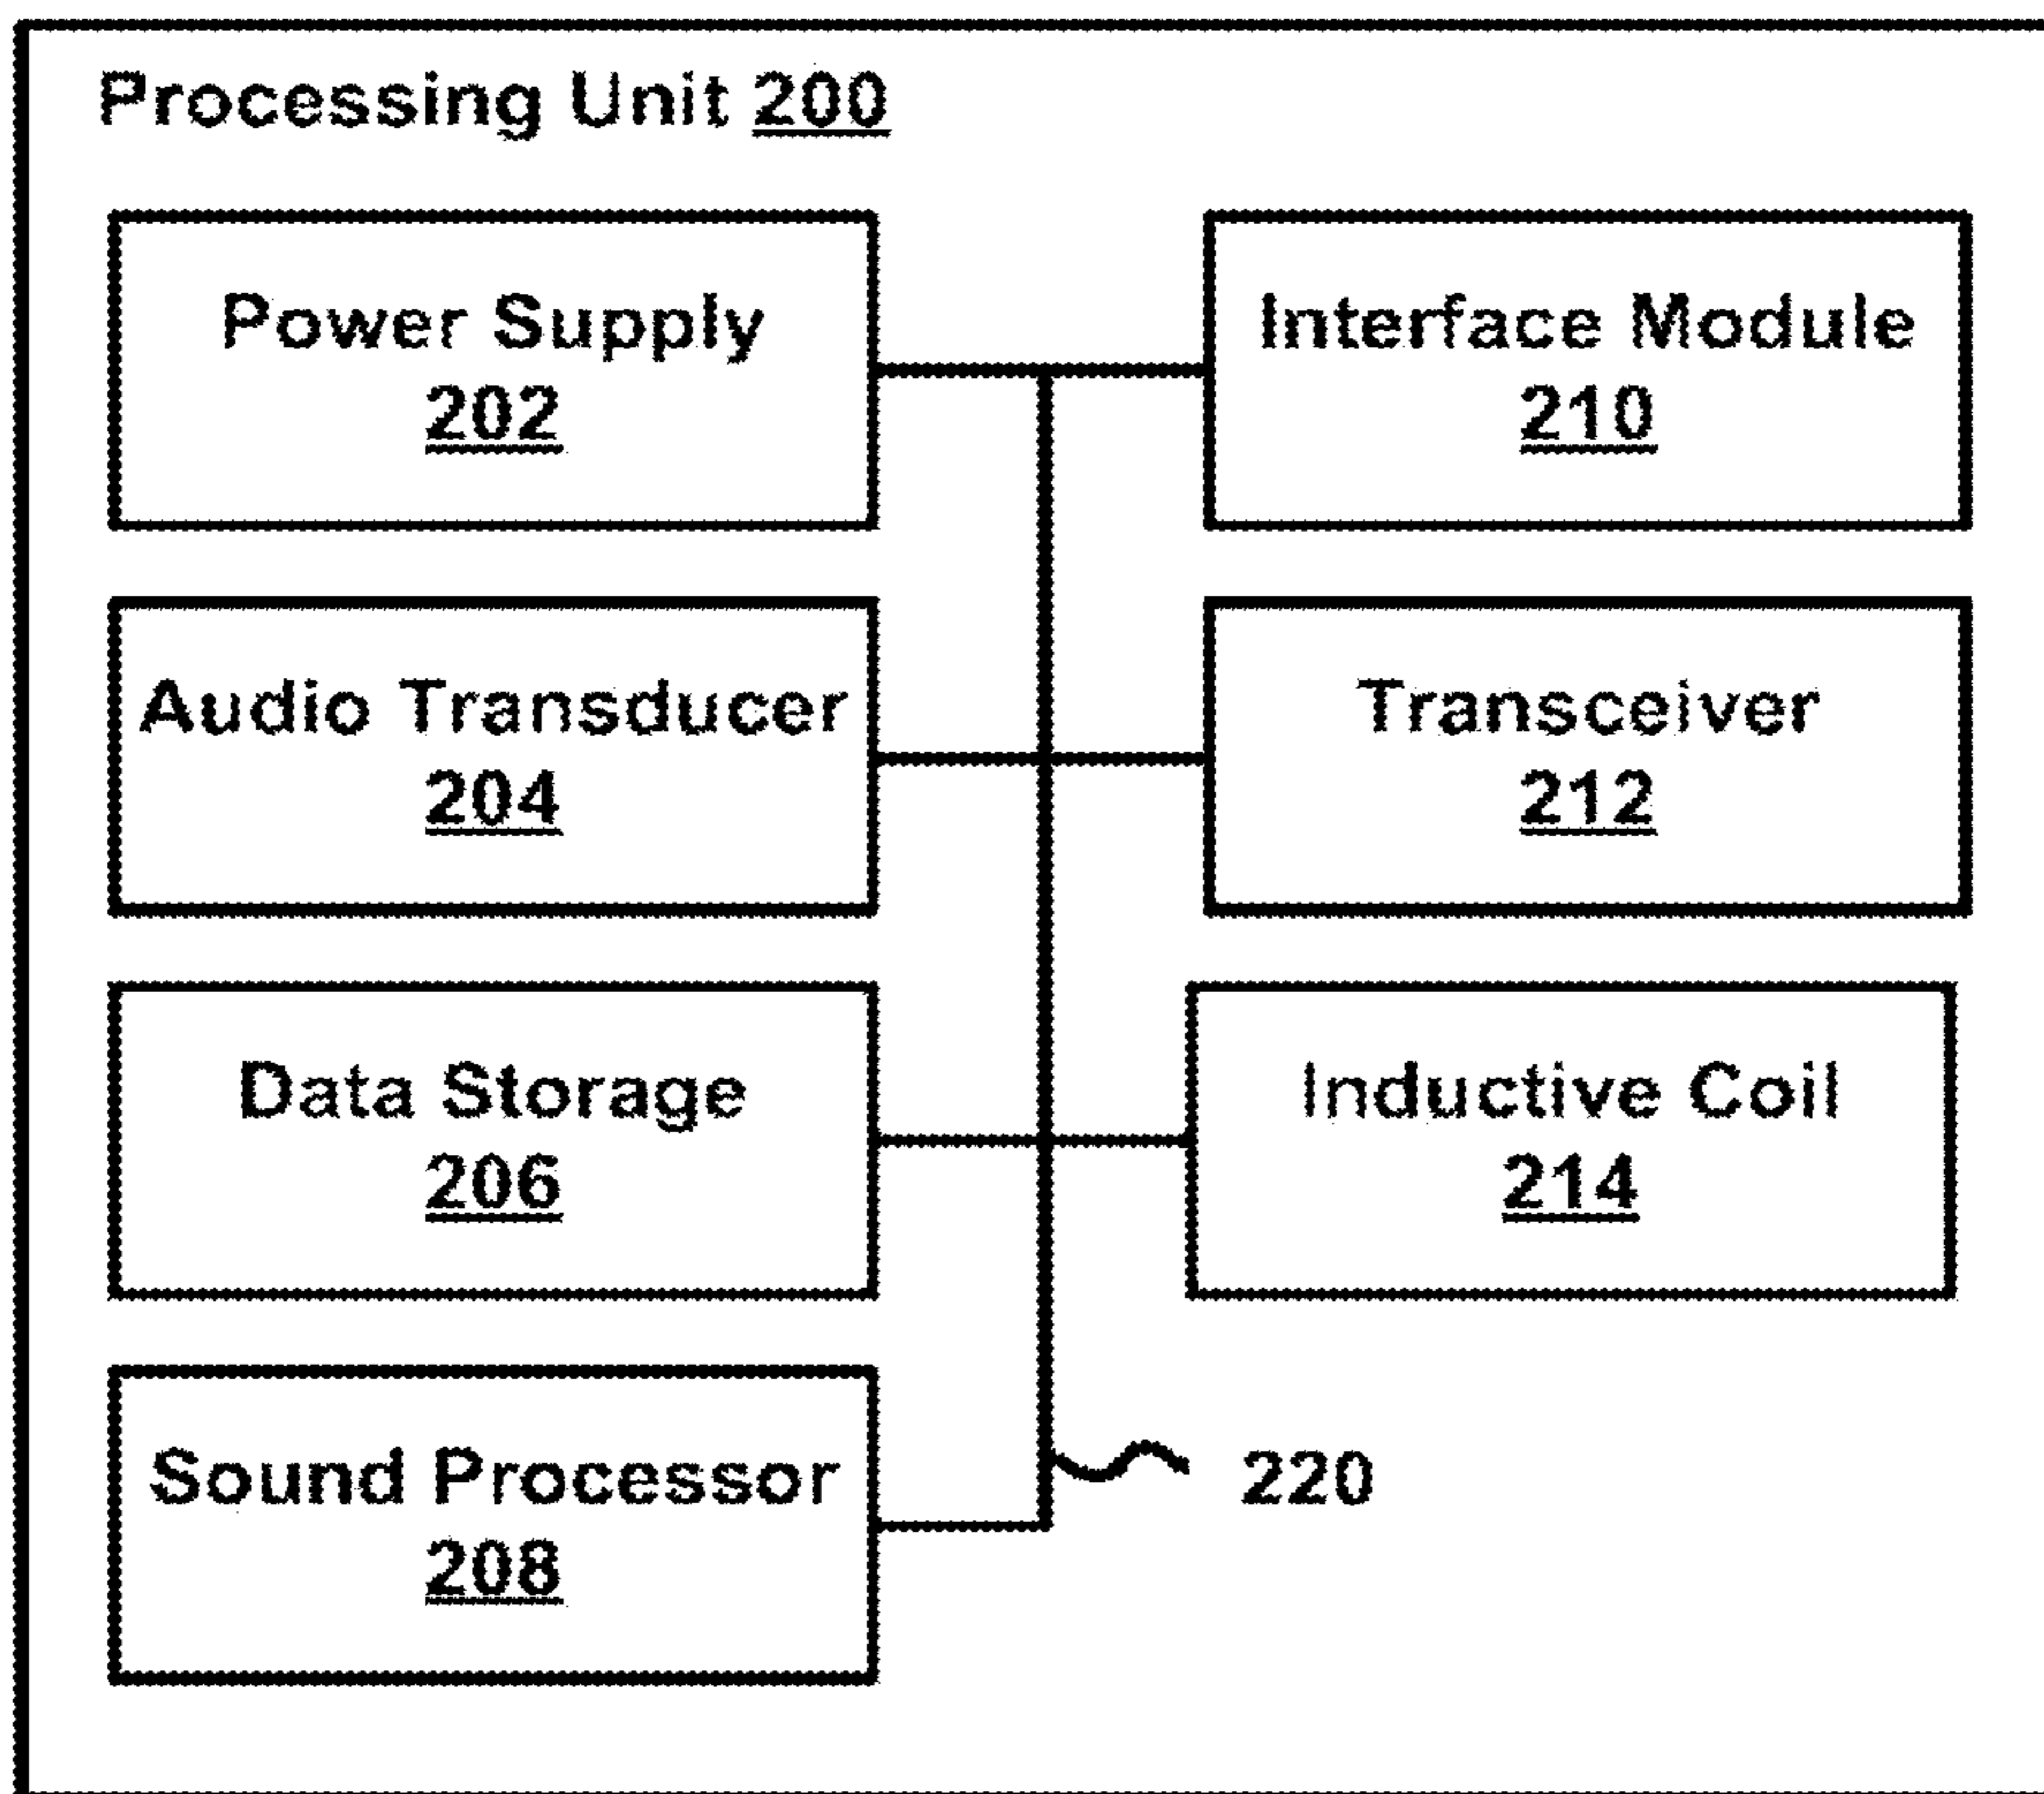 Processing Unit 200
Power Supply
202
Interface Module
210
Audio Transducer
204
Transceiver
212
Data Storage
206
Inductive Coil
214
Sound Processor
208
220